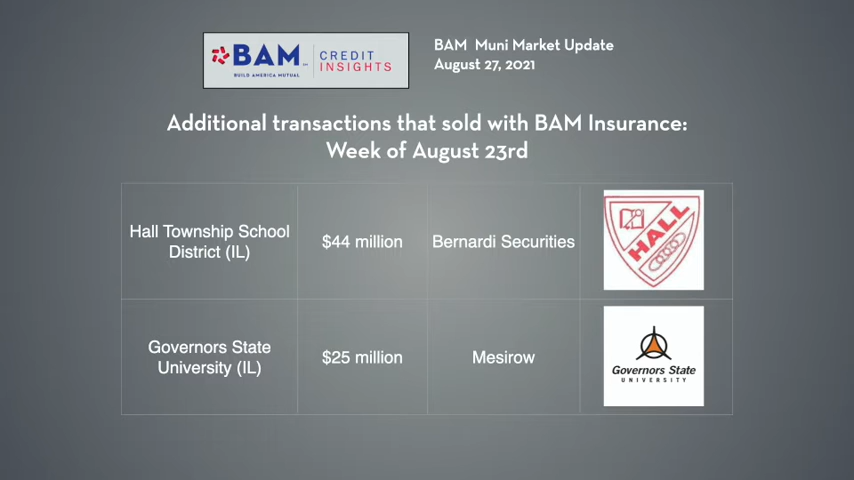 BAM
BUILD AMERICA MUTUAL
CREDIT
INSIGHTS
BAM Muni Market Update
August 27, 2021
Additional transactions that sold with BAM Insurance:
Week of August 23rd
Hall Township School
District (IL)
$44 million
Bernardi Securities
HALL
Governors State
University (IL)
$25 million
Mesirow
Governors State
UNIVERSITY